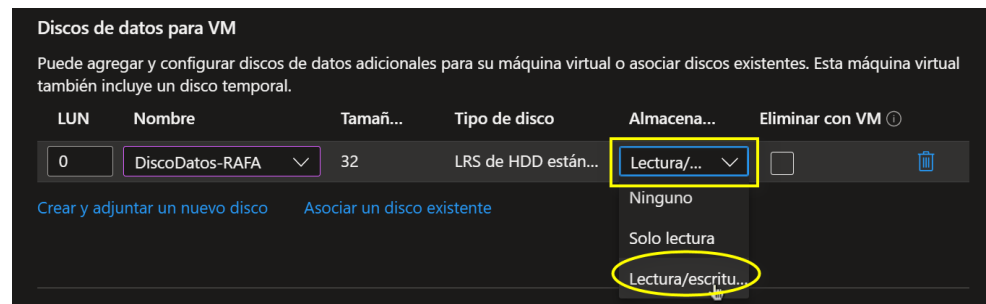 Discos de datos para VM
Puede agregar y configurar discos de datos adicionales para su máquina virtual o asociar discos existentes. Esta máquina virtual
también incluye un disco temporal.
LUN Nombre Tamañ... Tipo de disco Almacena... Eliminar con VM
0 DiscoDatos-RAFA 32 LRS de HDD están... Lectura/...
Crear y adjuntar un nuevo disco Asociar un disco existente
Ninguno
Solo lectura
Lectura/escritu...